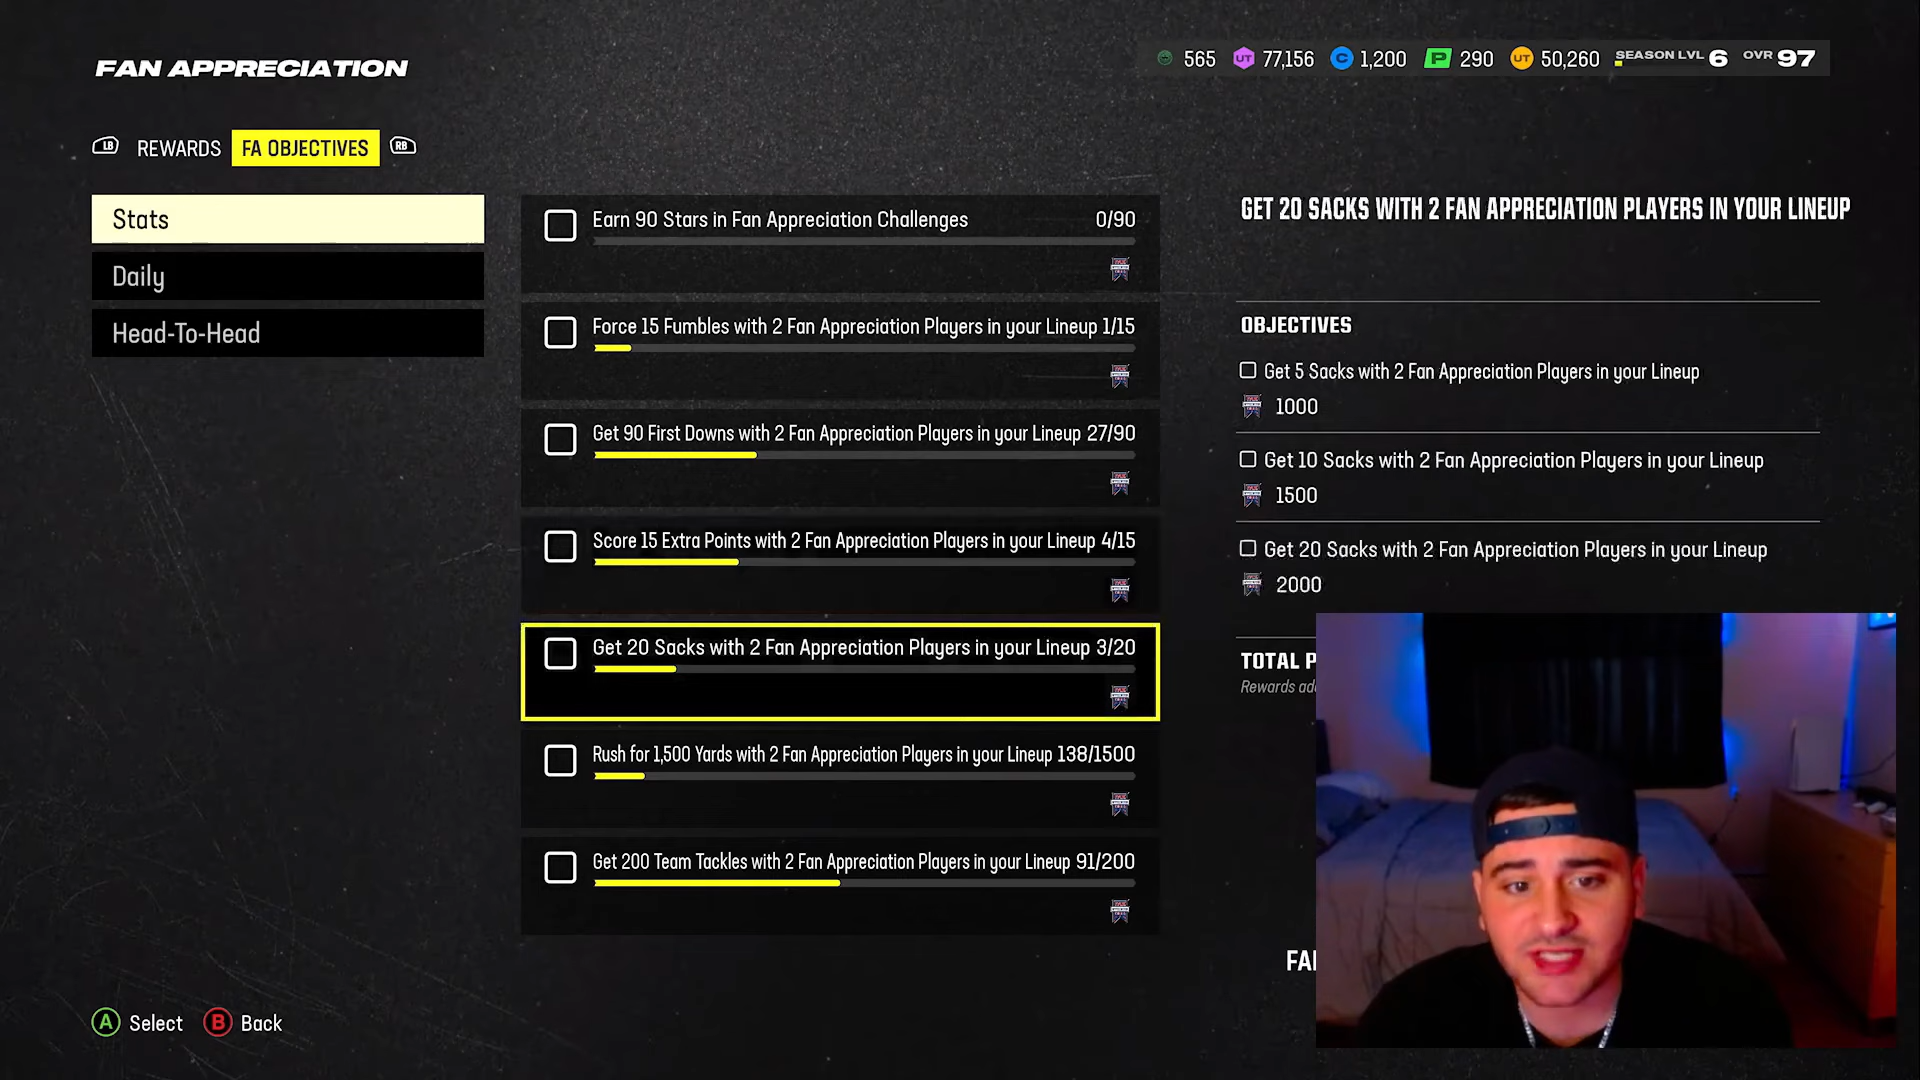 FAN APPRECIATION
565 UT 77,156 C 1,200 P 290 UT 50,260 SEASON LVL 6 OVR 97
LB REWARDS FA OBJECTIVES RB
Stats
Daily
Head-To-Head
Earn 90 Stars in Fan Appreciation Challenges 0/90
Force 15 Fumbles with 2 Fan Appreciation Players in your Lineup 1/15
Get 90 First Downs with 2 Fan Appreciation Players in your Lineup 27/90
Score 15 Extra Points with 2 Fan Appreciation Players in your Lineup 4/15
Get 20 Sacks with 2 Fan Appreciation Players in your Lineup 3/20
Rush for 1,500 Yards with 2 Fan Appreciation Players in your Lineup 138/1500
Get 200 Team Tackles with 2 Fan Appreciation Players in your Lineup 91/200
GET 20 SACKS WITH 2 FAN APPRECIATION PLAYERS IN YOUR LINEUP
OBJECTIVES
Get 5 Sacks with 2 Fan Appreciation Players in your Lineup
1000
Get 10 Sacks with 2 Fan Appreciation Players in your Lineup
1500
Get 20 Sacks with 2 Fan Appreciation Players in your Lineup
2000
TOTAL P
Rewards ad
FA
A Select B Back